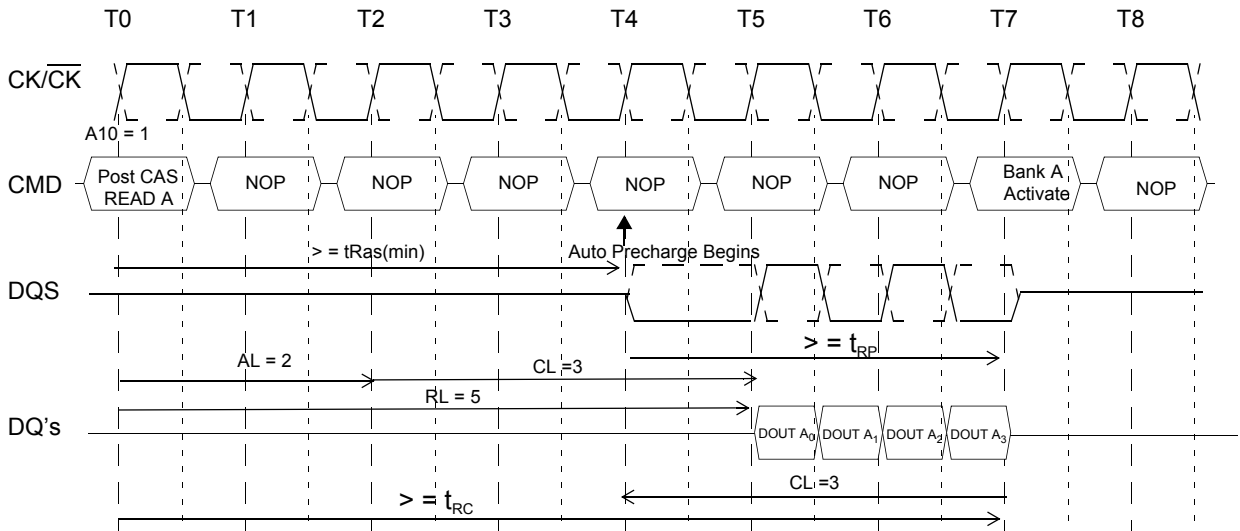 T0 T1 T2 T3 T4 T5 T6 T7 T8
CK/CK
A10 = 1
CMD
Post CAS
READ A
NOP
NOP
NOP
NOP
NOP
NOP
Bank A
Activate
NOP
> = tRas(min)
Auto Precharge Begins
DQS
> = tRP
AL = 2
CL =3
RL = 5
DQ's
DOUT A0
DOUT A1
DOUT A2
DOUT A3
CL =3
> = tRC